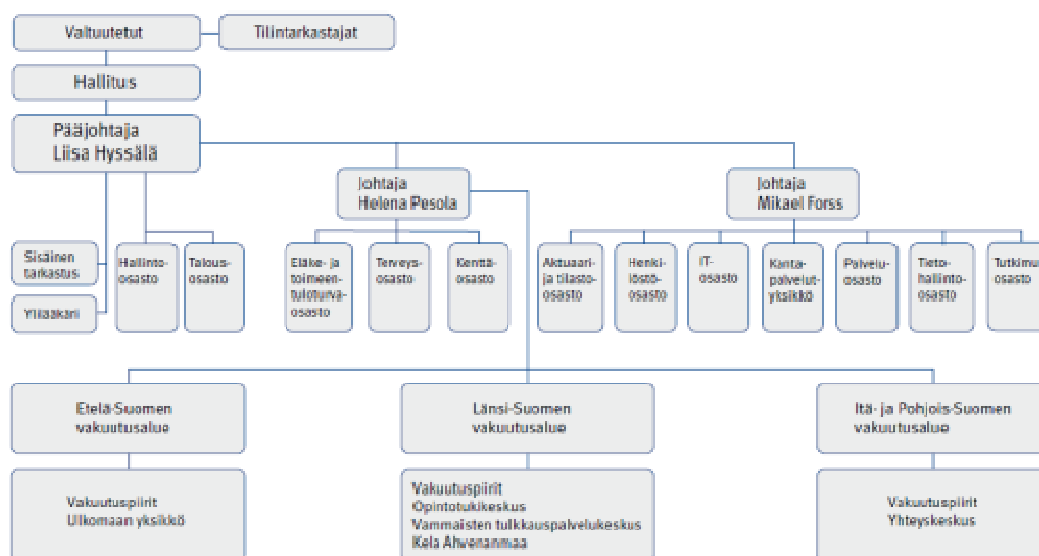 Valtuutetut
Tilintarkastajat
Hallitus
Pääjohtaja
Liisa Hyssälä
Johtaja
Helena Pesola
Johtaja
Mikael Forss
Sisäinen
tarkastus
Ylilääkäri
Hallinto-
osasto
Talous-
osasto
Eläke- ja
toimeen-
tuloturva-
osasto
Terveys-
osasto
Kenttä-
osasto
Aktuaari-
ja tilasto-
osasto
Henki-
löstö-
osasto
IT-
osasto
Kanta-
palvelut-
yksikkö
Palvelu-
osasto
Tieto-
hallinto-
osasto
Tutkimu
osasto
Etelä-Suomen
vakuutusalue
Länsi-Suomen
vakuutusalue
Itä- ja Pohjois-Suomen
vakuutusalue
Vakuutuspiirit
Ulkomaan yksikkö
Vakuutuspiirit
Opintotukikeskus
Vammaisten tulkkauspalvelukeskus
Kela Ahvenanmaa
Vakuutuspiirit
Yhteyskeskus